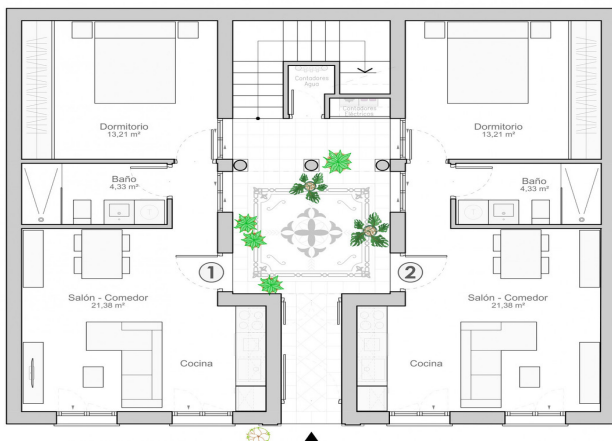 Contadores
Agua
Contadores
Eléctricos
Dormitorio
13,21 m²
Dormitorio
13,21 m²
Baño
4,33 m²
Baño
4,33 m²
1
2
Salón - Comedor
21,38 m²
Salón - Comedor
21,38 m²
Cocina
Cocina